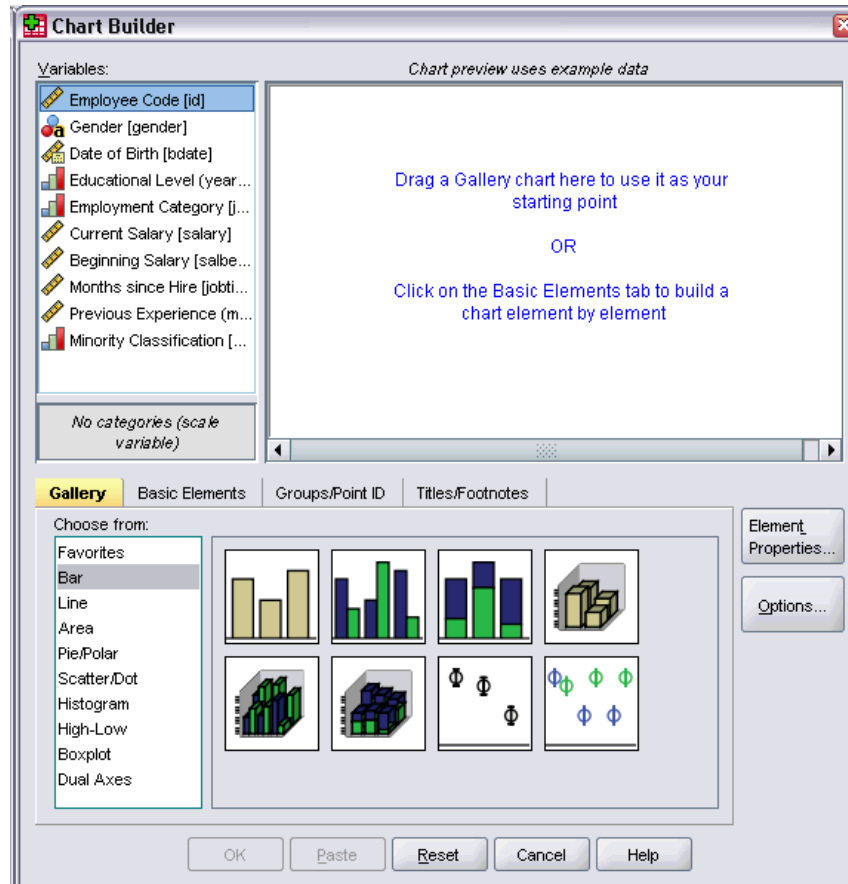 Chart Builder
Variables:
Chart preview uses example data
Employee Code [id]
Gender [gender]
Date of Birth [bdate]
Educational Level (year...
Employment Category [j...
Current Salary [salary]
Beginning Salary [salbe...
Months since Hire [jobti...
Previous Experience (m...
Minority Classification [...
No categories (scale
variable)
Drag a Gallery chart here to use it as your
starting point
OR
Click on the Basic Elements tab to build a
chart element by element
Gallery
Basic Elements
Groups/Point ID
Titles/Footnotes
Choose from:
Favorites
Bar
Line
Area
Pie/Polar
Scatter/Dot
Histogram
High-Low
Boxplot
Dual Axes
Element
Properties...
Options...
OK
Paste
Reset
Cancel
Help